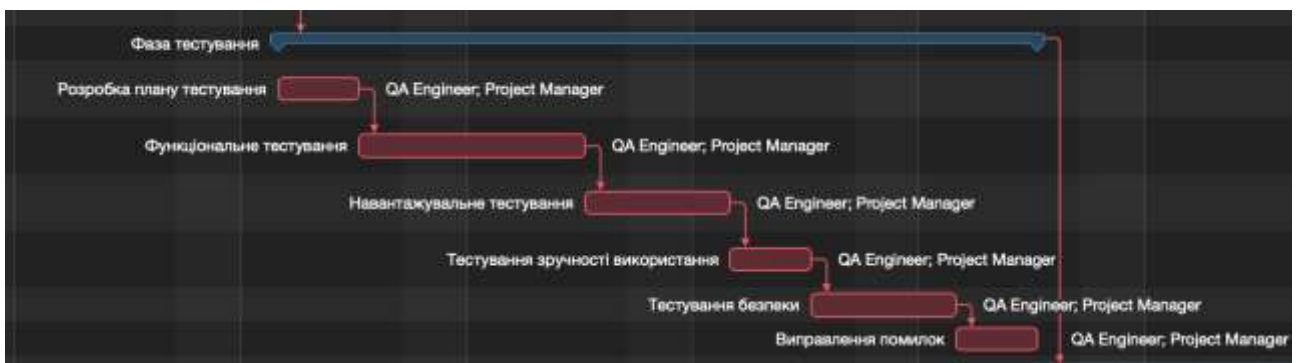 Фаза тестування
Розробка плану тестування QA Engineer; Project Manager
Функціональне тестування QA Engineer; Project Manager
Навантажувальне тестування QA Engineer; Project Manager
Тестування зручності використання QA Engineer; Project Manager
Тестування безпеки QA Engineer; Project Manager
Виправлення помилок QA Engineer; Project Manager